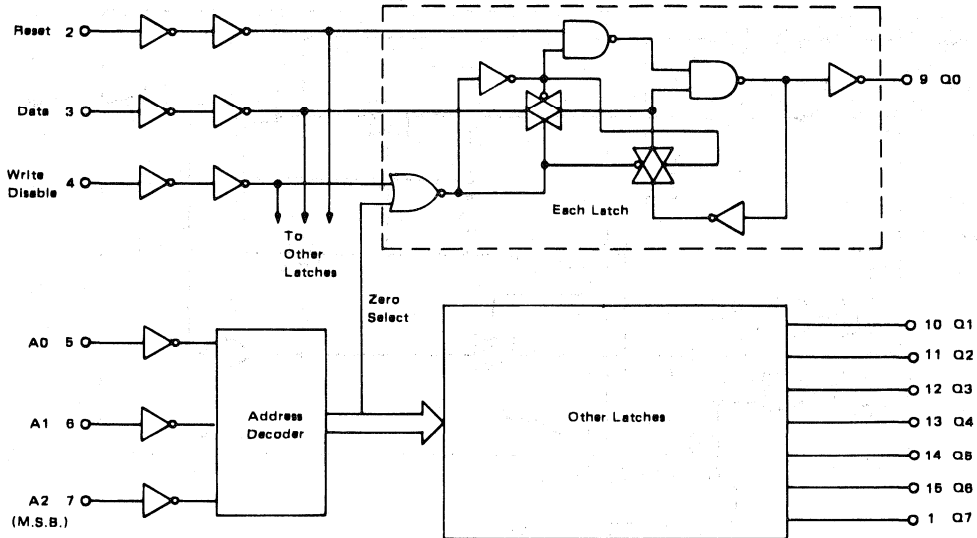 Reset 2
9 Q0
Data 3
Write
Disable 4
Each Latch
To
Other
Latches
Zero
Select
A0 5
A1 6
A2 7
(M.S.B.)
Address
Decoder
Other Latches
10 Q1
11 Q2
12 Q3
13 Q4
14 Q5
15 Q6
1 Q7